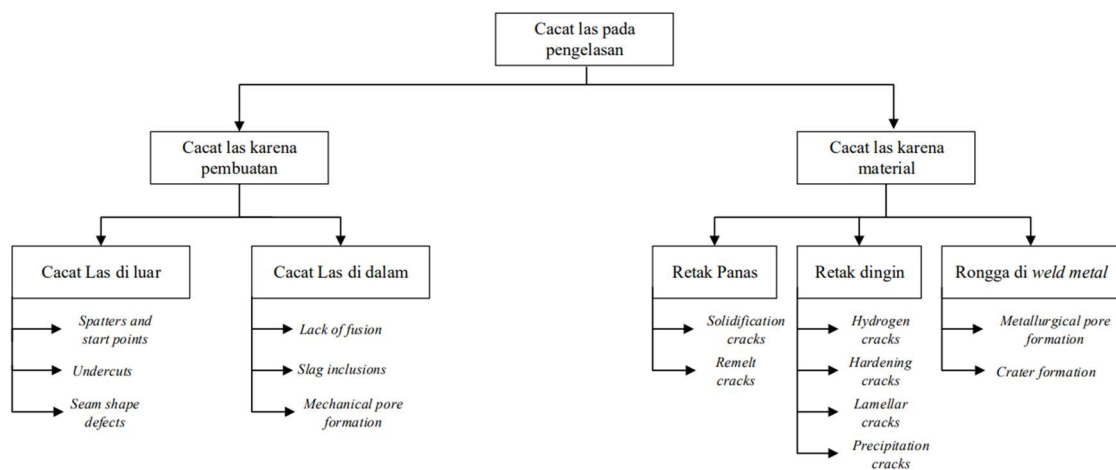 Cacat las pada
pengelasan
Cacat las karena
pembuatan
Cacat las karena
material
Cacat Las di luar
Cacat Las di dalam
Retak Panas
Retak dingin
Rongga di weld metal
Spatters and
start points
Undercuts
Seam shape
defects
Lack of fusion
Slag inclusions
Mechanical pore
formation
Solidification
cracks
Remelt
cracks
Hydrogen
cracks
Hardening
cracks
Lamellar
cracks
Precipitation
cracks
Metallurgical pore
formation
Crater formation